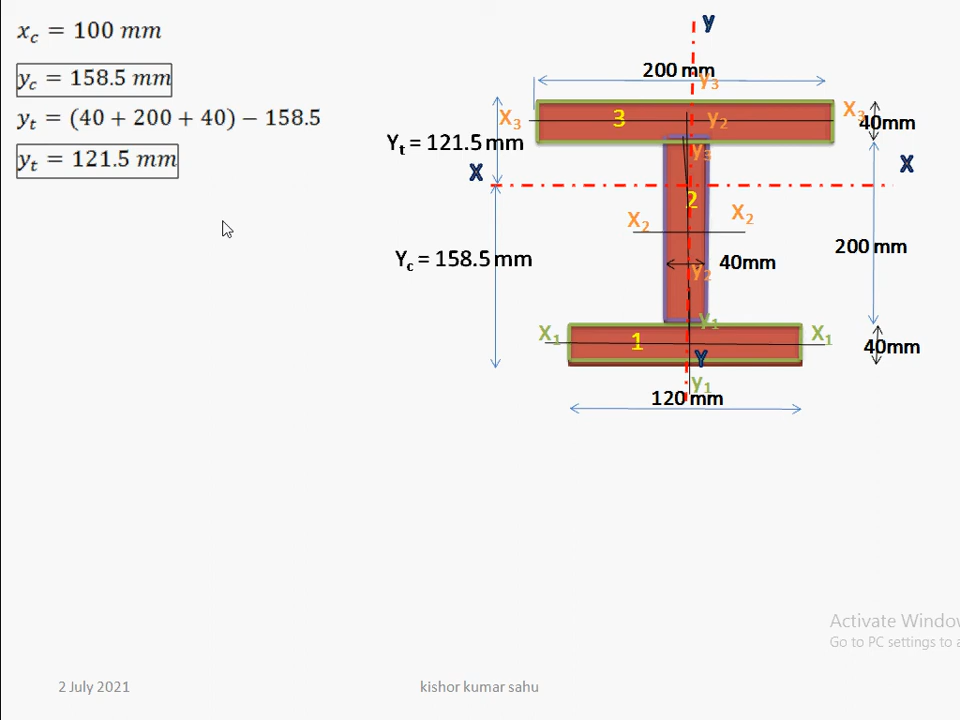 x_c = 100 mm
y_c = 158.5 mm
y_t = (40 + 200 + 40) − 158.5
y_t = 121.5 mm
Y
200 mm
y₃
X₃
3
y₂
X₃
40mm
Y_t = 121.5 mm
y₃
X
X
2
X₂
X₂
200 mm
Y_c = 158.5 mm
40mm
y₂
y₁
X₁
1
X₁
40mm
Y
y₁
120 mm
Activate Window
Go to PC settings to a
2 July 2021
kishor kumar sahu